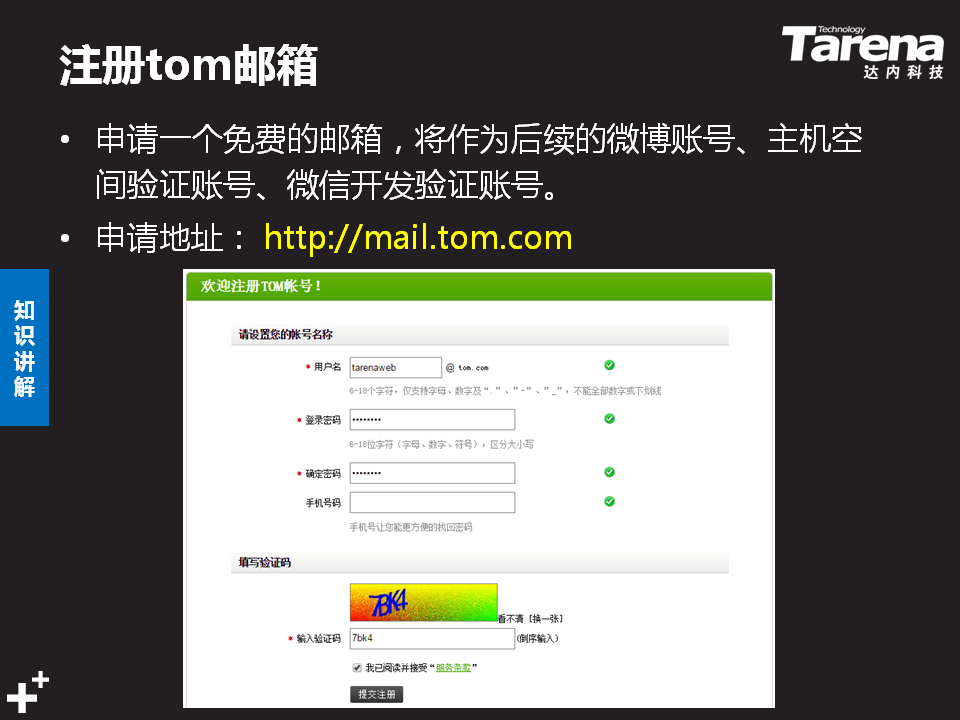 注册tom邮箱
Technology
Tarena
达内科技
• 申请一个免费的邮箱，将作为后续的微博账号、主机空
间验证账号、微信开发验证账号。
• 申请地址： http://mail.tom.com
知识讲解
欢迎注册TOM帐号！
请设置您的帐号名称
* 用户名 tarenaweb @ tom.com
6-18个字符，仅支持字母、数字及“.”、”-”、”_”，不能全部数字或下划线
* 登录密码 ••••••••
6-18位字符（字母、数字、符号），区分大小写
* 确定密码 ••••••••
手机号码
手机号让您能更方便的找回密码
填写验证码
7BK4
看不清 [换一张]
* 输入验证码 7bk4 (倒序输入)
我已阅读并接受“服务条款”
提交注册